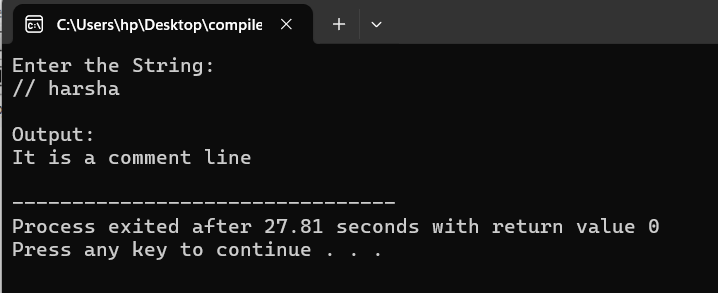 C:\Users\hp\Desktop\compile
Enter the String:
// harsha
Output:
It is a comment line
--------------------------------
Process exited after 27.81 seconds with return value 0
Press any key to continue . . .